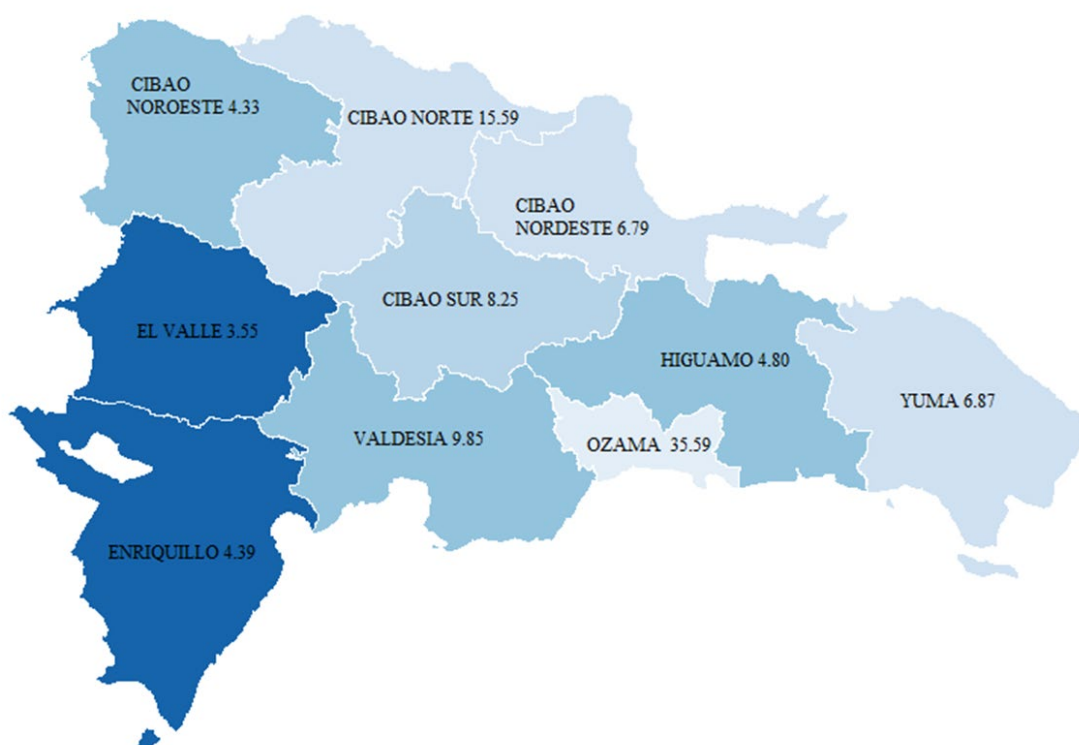 CIBAO
NOROESTE 4.33
CIBAO NORTE 15.59
CIBAO
NORDESTE 6.79
CIBAO SUR 8.25
EL VALLE 3.55
HIGUAMO 4.80
YUMA 6.87
VALDESIA 9.85
OZAMA  35.59
ENRIQUILLO 4.39